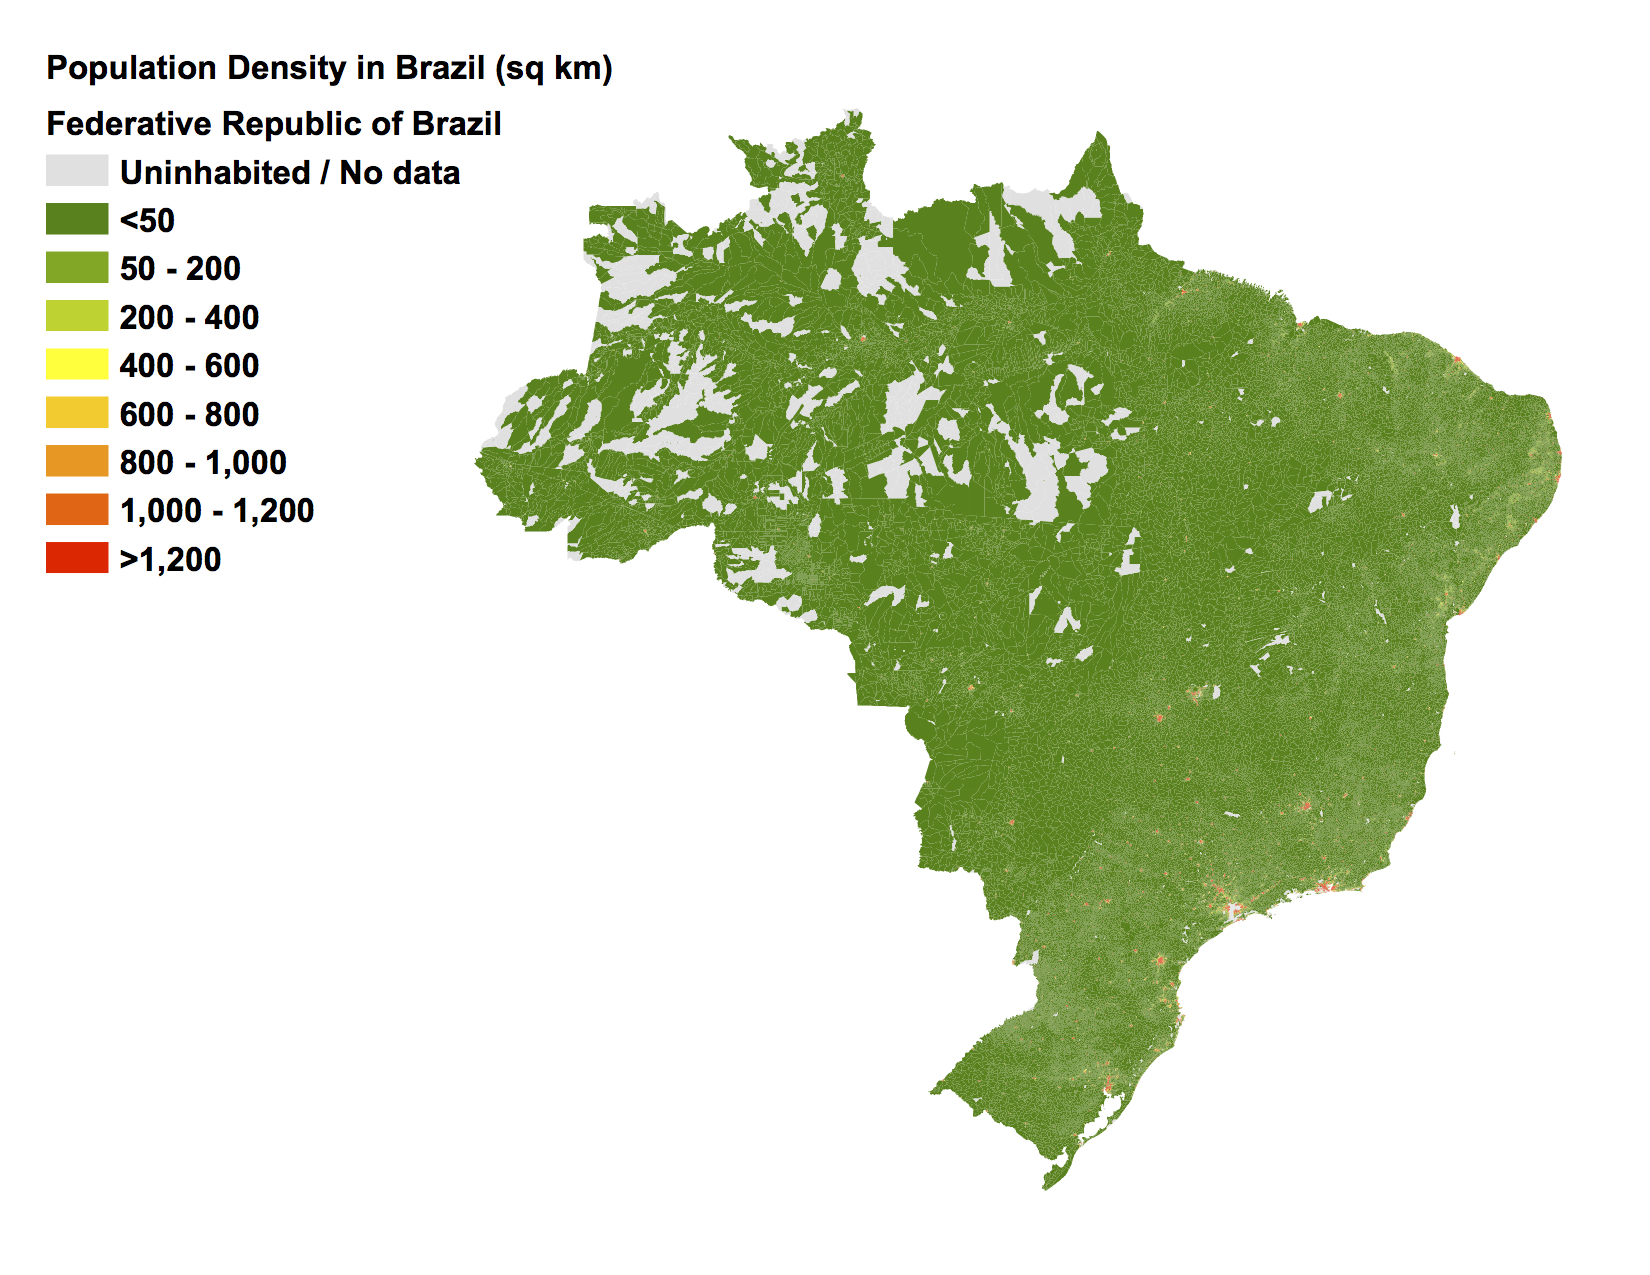 Population Density in Brazil (sq km)
Federative Republic of Brazil
Uninhabited / No data
<50
50 - 200
200 - 400
400 - 600
600 - 800
800 - 1,000
1,000 - 1,200
>1,200